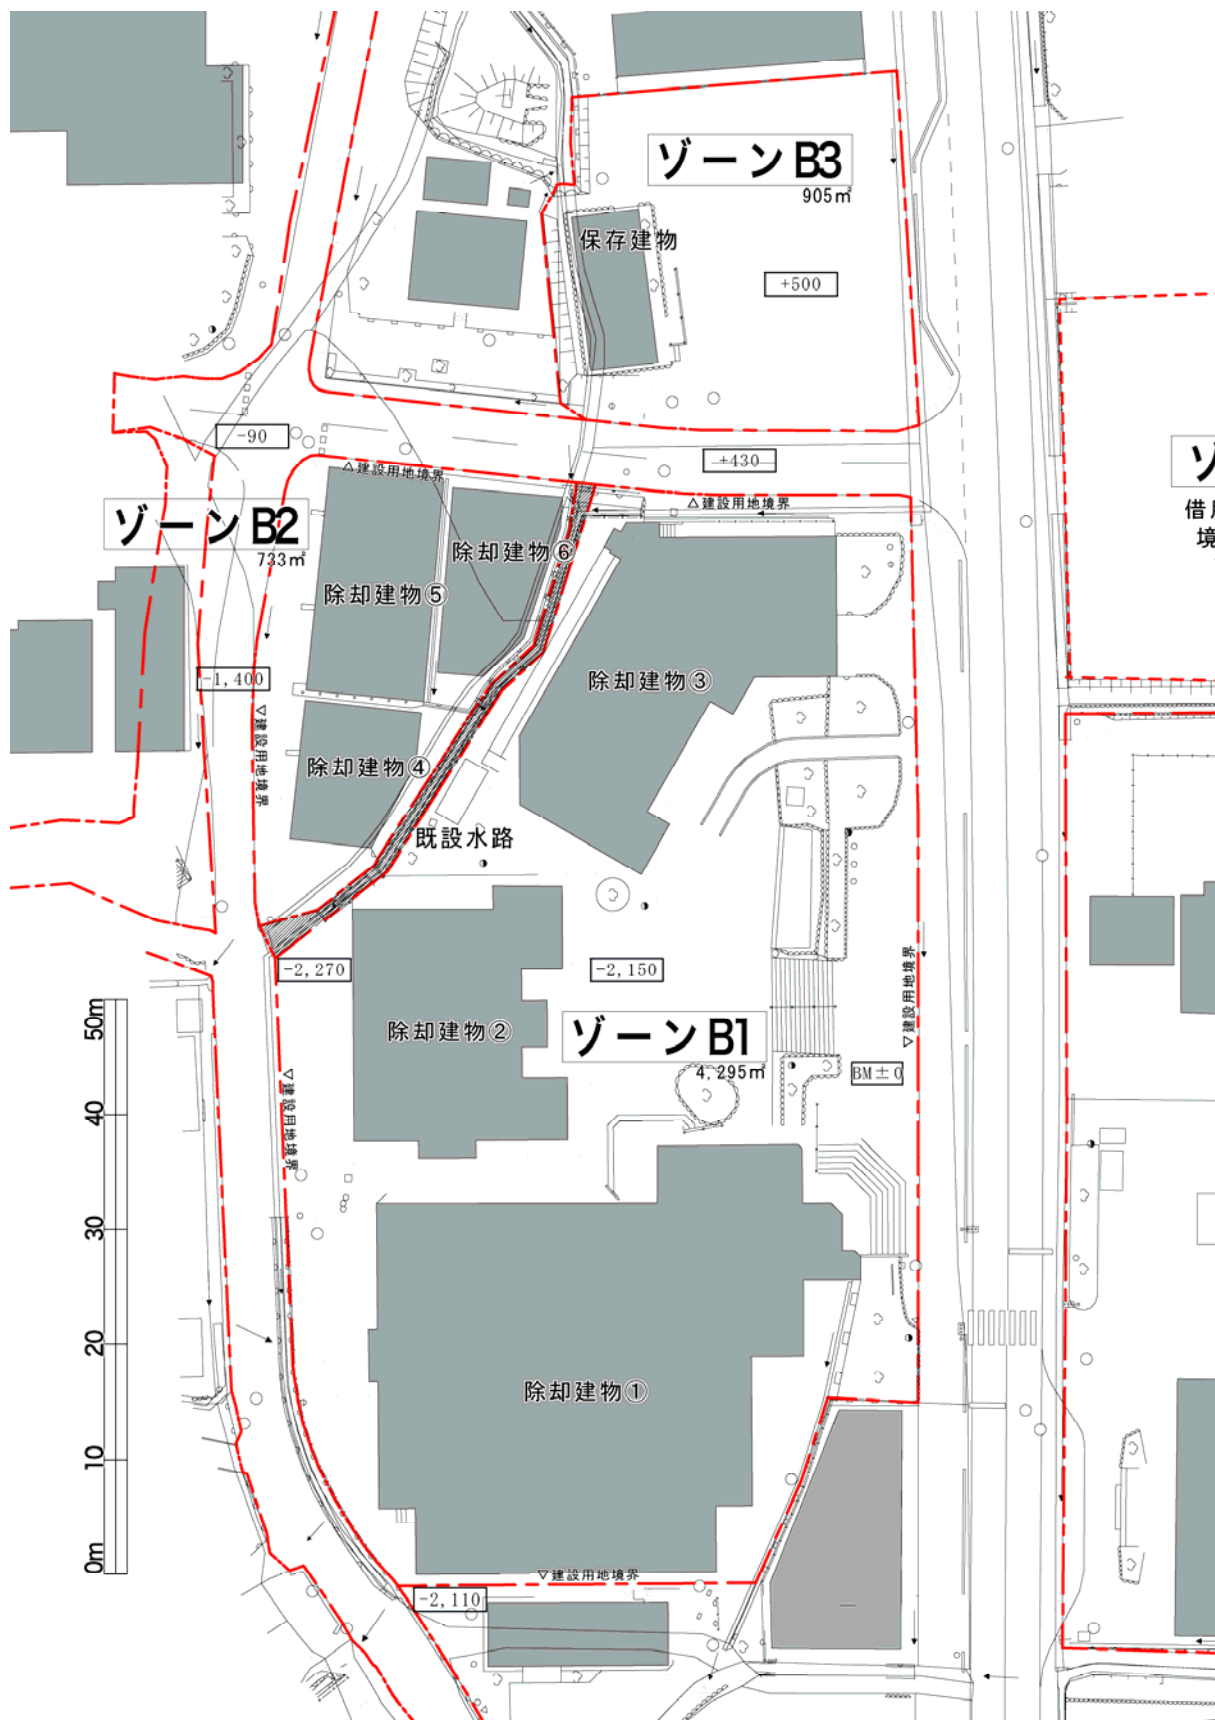 ゾーンB3
905㎡
保存建物
+500
-90
+430
△建設用地境界
△建設用地境界
ゾーンB2
733㎡
除却建物⑥
除却建物⑤
除却建物③
-1,400
▽建設用地境界
除却建物④
既設水路
-2,270
-2,150
▽建設用地境界
除却建物②
ゾーンB1
4,295㎡
BM±0
▽建設用地境界
50m
40
30
20
10
0m
除却建物①
▽建設用地境界
-2,110
ゾ
借
境